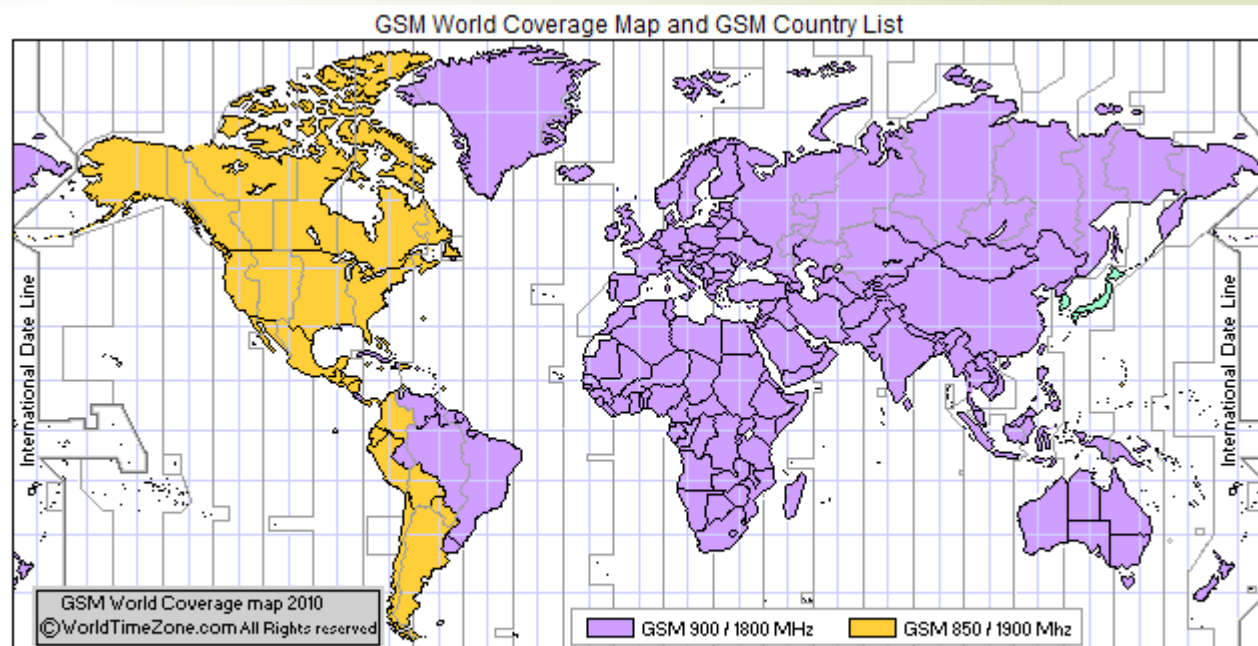 GSM World Coverage Map and GSM Country List
International Date Line
International Date Line
GSM World Coverage map 2010
©WorldTimeZone.com All Rights reserved
GSM 900 / 1800 MHz
GSM 850 / 1900 Mhz